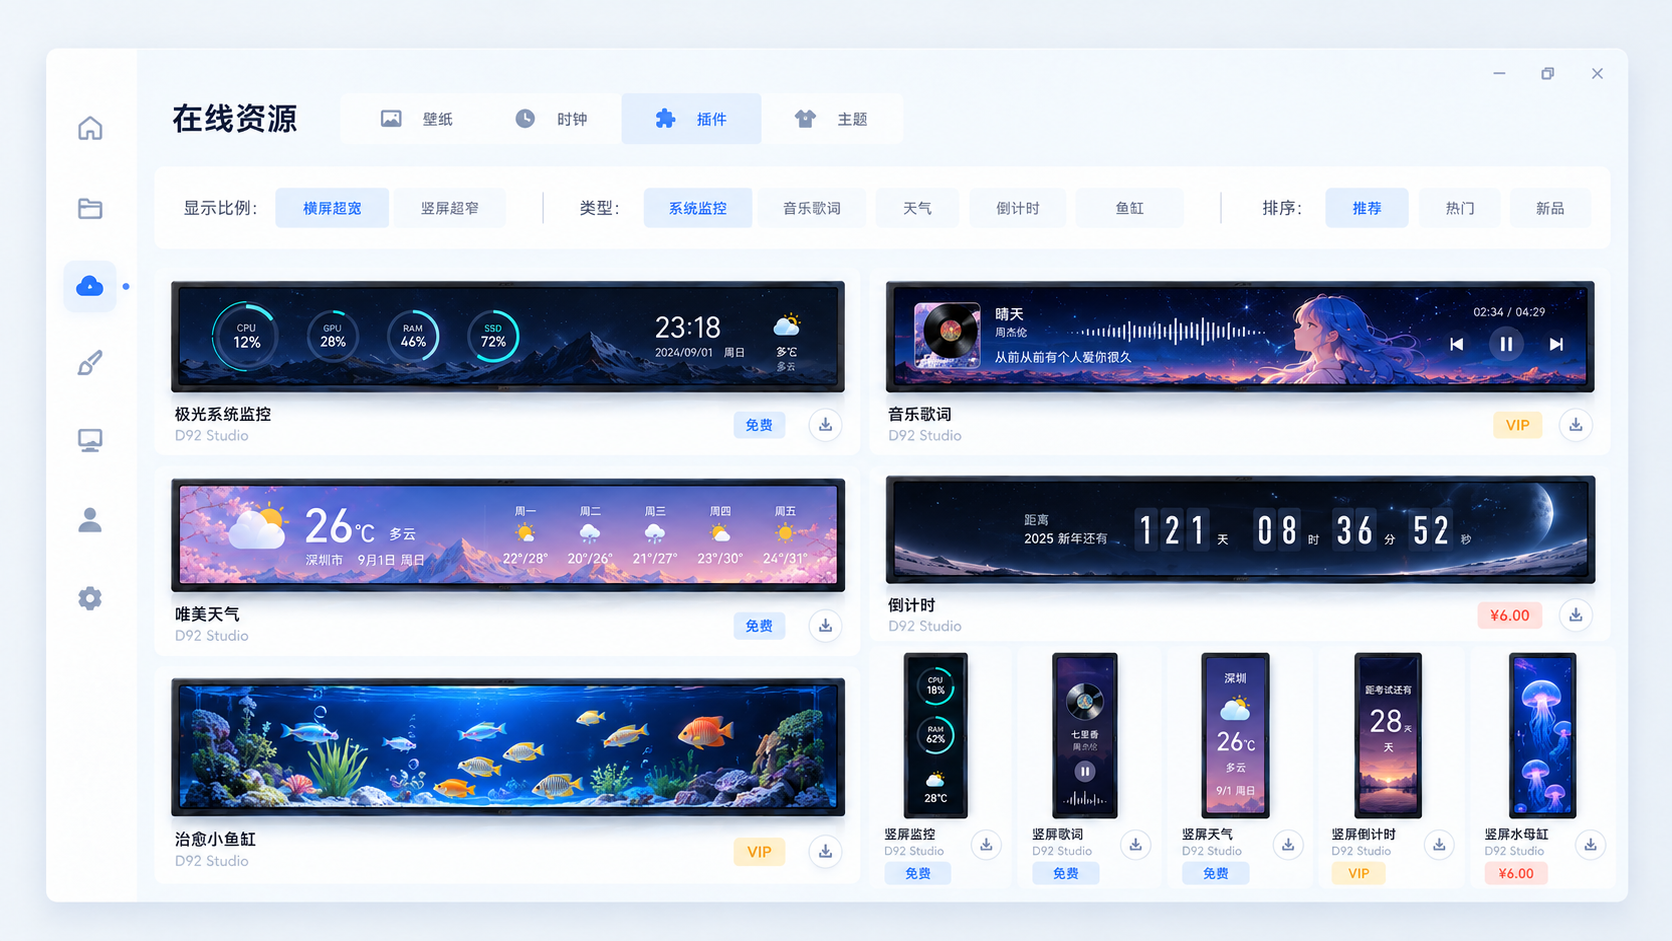 在线资源
壁纸
时钟
插件
主题
显示比例:
横屏超宽
竖屏超窄
类型:
系统监控
音乐歌词
天气
倒计时
鱼缸
排序:
推荐
热门
新品
CPU
12%
GPU
28%
RAM
46%
SSD
72%
23:18
2024/09/01 周日
多℃
多云
极光系统监控
D92 Studio
免费
晴天
周杰伦
从前从前有个人爱你很久
02:34 / 04:29
音乐歌词
D92 Studio
VIP
26℃ 多云
深圳市 9月1日 周日
周一
22°/28°
周二
20°/26°
周三
21°/27°
周四
23°/30°
周五
24°/31°
唯美天气
D92 Studio
免费
距离
2025 新年还有
121 天 08 时 36 分 52 秒
倒计时
D92 Studio
¥6.00
治愈小鱼缸
D92 Studio
VIP
CPU
18%
RAM
62%
28°C
竖屏监控
D92 Studio
免费
七里香
竖屏歌词
D92 Studio
免费
深圳
26℃
多云
9/1 周日
竖屏天气
D92 Studio
免费
距考试还有
28天
天
竖屏倒计时
D92 Studio
VIP
竖屏水母缸
D92 Studio
¥6.00